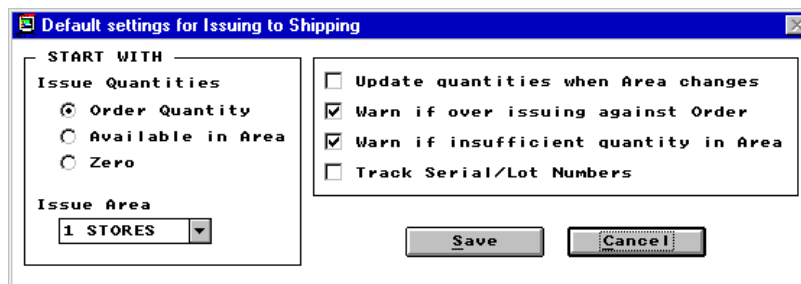 Default settings for Issuing to Shipping
START WITH
Issue Quantities
Order Quantity
Available in Area
Zero
Issue Area
1 STORES
Update quantities when Area changes
Warn if over issuing against Order
Warn if insufficient quantity in Area
Track Serial/Lot Numbers
Save
Cancel